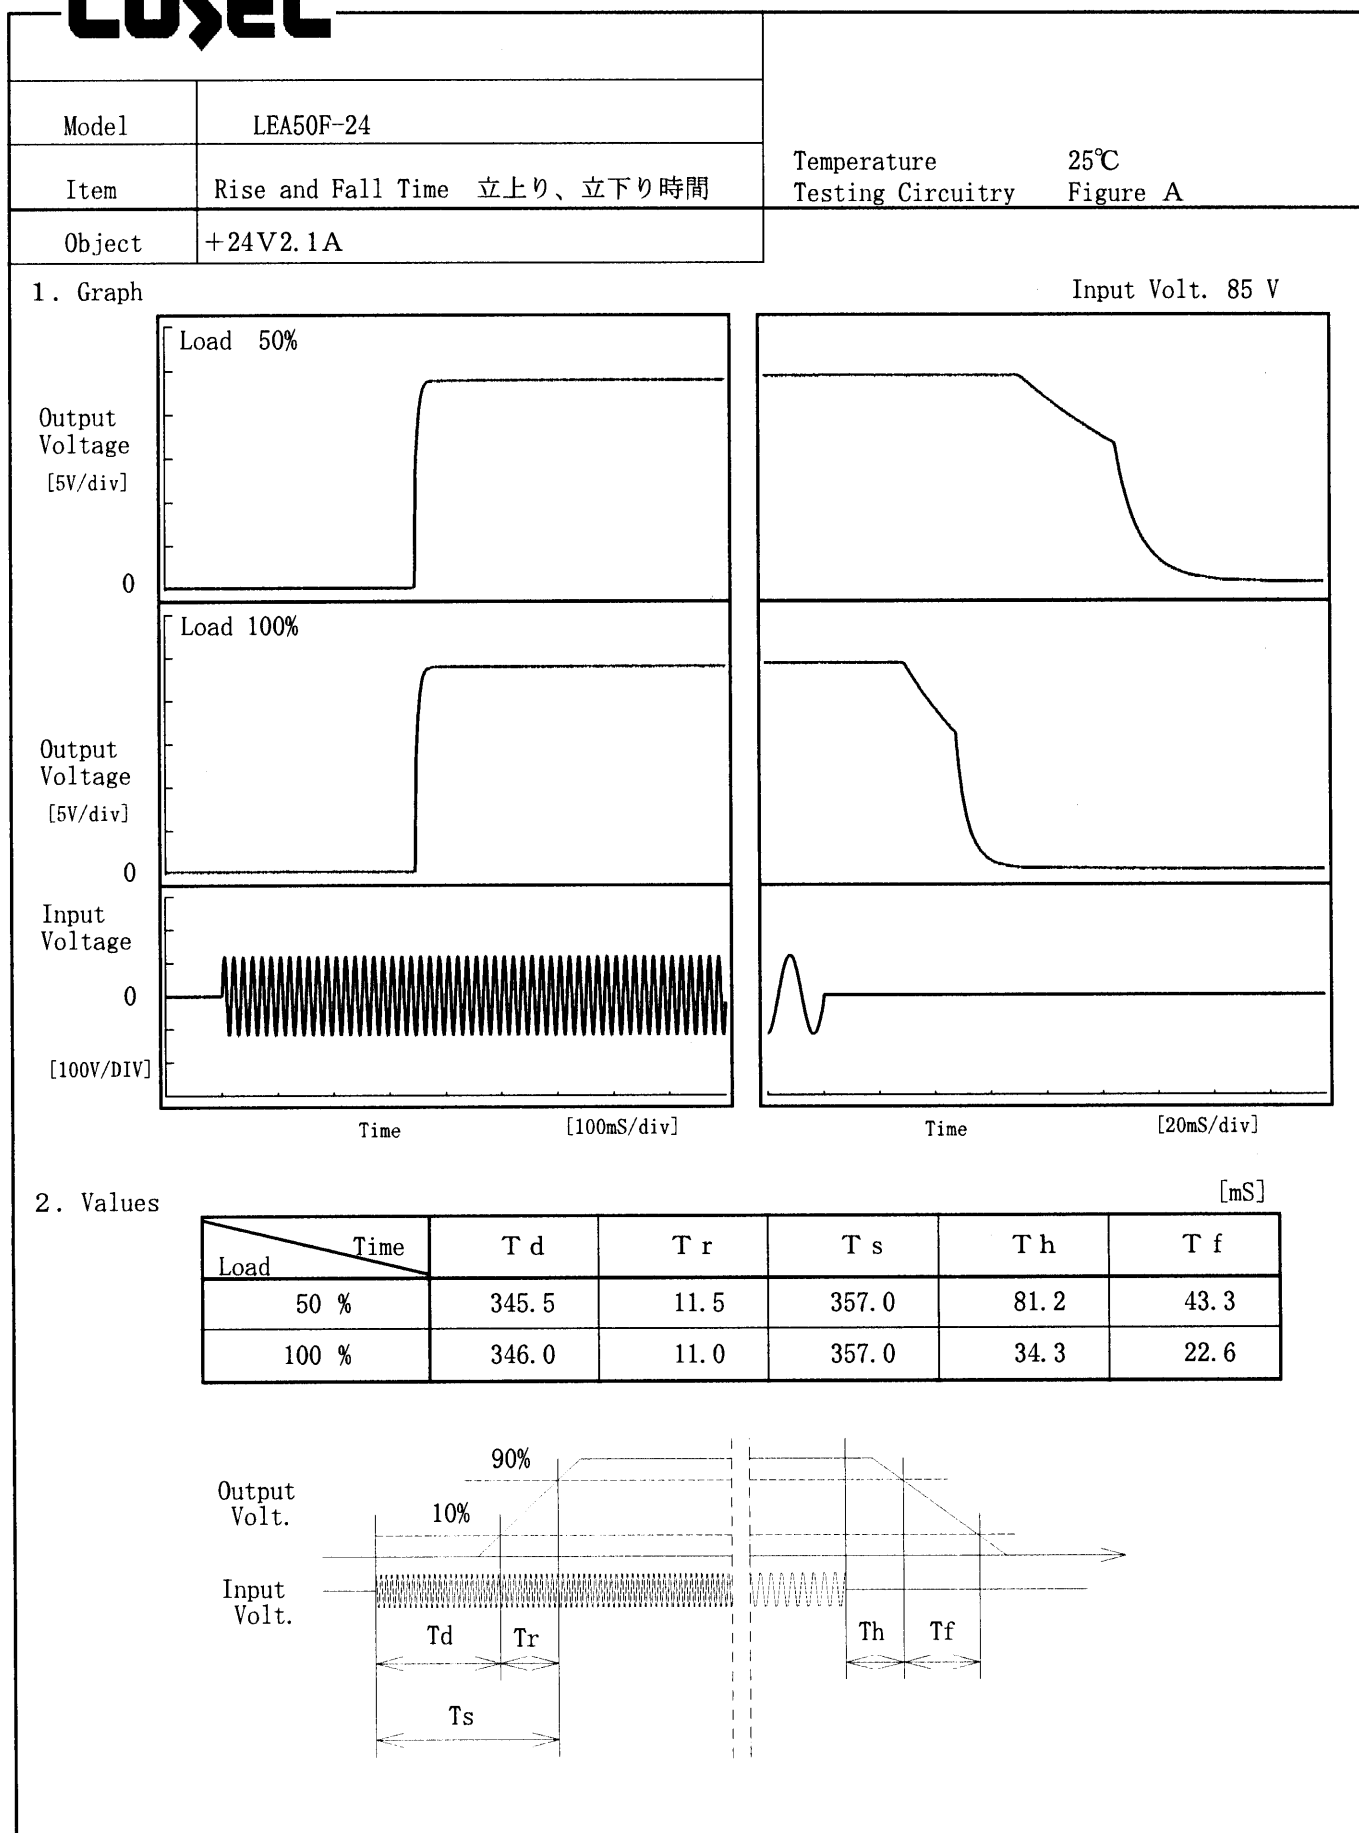 COSEL
Model LEA50F-24
Temperature 25℃
Item Rise and Fall Time 立上り、立下り時間
Testing Circuitry Figure A
Object +24V2.1A
1. Graph
Input Volt. 85 V
Load 50%
Output
Voltage
[5V/div]
0
Load 100%
Output
Voltage
[5V/div]
0
Input
Voltage
0
[100V/DIV]
Time [100mS/div]
Time [20mS/div]
2. Values
[mS]
Time
Load
Td Tr Ts Th Tf
50 % 345.5 11.5 357.0 81.2 43.3
100 % 346.0 11.0 357.0 34.3 22.6
90%
Output
Volt.
10%
Input
Volt.
Td Tr Th Tf
Ts